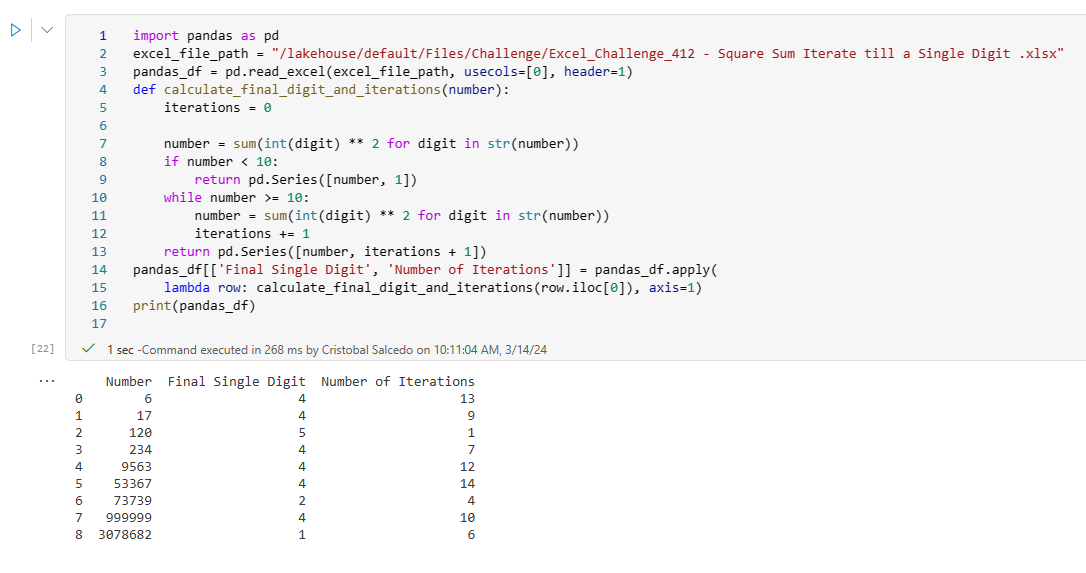 1 import pandas as pd
2 excel_file_path = "/lakehouse/default/Files/Challenge/Excel_Challenge_412 - Square Sum Iterate till a Single Digit .xlsx"
3 pandas_df = pd.read_excel(excel_file_path, usecols=[0], header=1)
4 def calculate_final_digit_and_iterations(number):
5     iterations = 0
6
7     number = sum(int(digit) ** 2 for digit in str(number))
8     if number < 10:
9         return pd.Series([number, 1])
10     while number >= 10:
11         number = sum(int(digit) ** 2 for digit in str(number))
12         iterations += 1
13     return pd.Series([number, iterations + 1])
14 pandas_df[['Final Single Digit', 'Number of Iterations']] = pandas_df.apply(
15     lambda row: calculate_final_digit_and_iterations(row.iloc[0]), axis=1)
16 print(pandas_df)
17
[22] 1 sec -Command executed in 268 ms by Cristobal Salcedo on 10:11:04 AM, 3/14/24
... Number Final Single Digit Number of Iterations
0 6 4 13
1 17 4 9
2 120 5 1
3 234 4 7
4 9563 4 12
5 53367 4 14
6 73739 2 4
7 999999 4 10
8 3078682 1 6